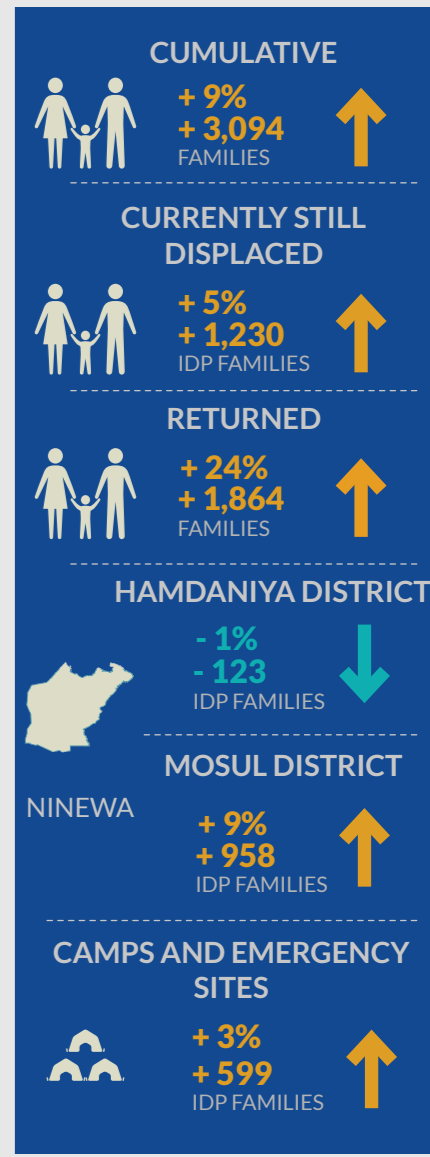 CUMULATIVE
+ 9%
+ 3,094
FAMILIES
CURRENTLY STILL
DISPLACED
+ 5%
+ 1,230
IDP FAMILIES
RETURNED
+ 24%
+ 1,864
FAMILIES
HAMDANIYA DISTRICT
- 1%
- 123
IDP FAMILIES
MOSUL DISTRICT
NINEWA
+ 9%
+ 958
IDP FAMILIES
CAMPS AND EMERGENCY
SITES
+ 3%
+ 599
IDP FAMILIES